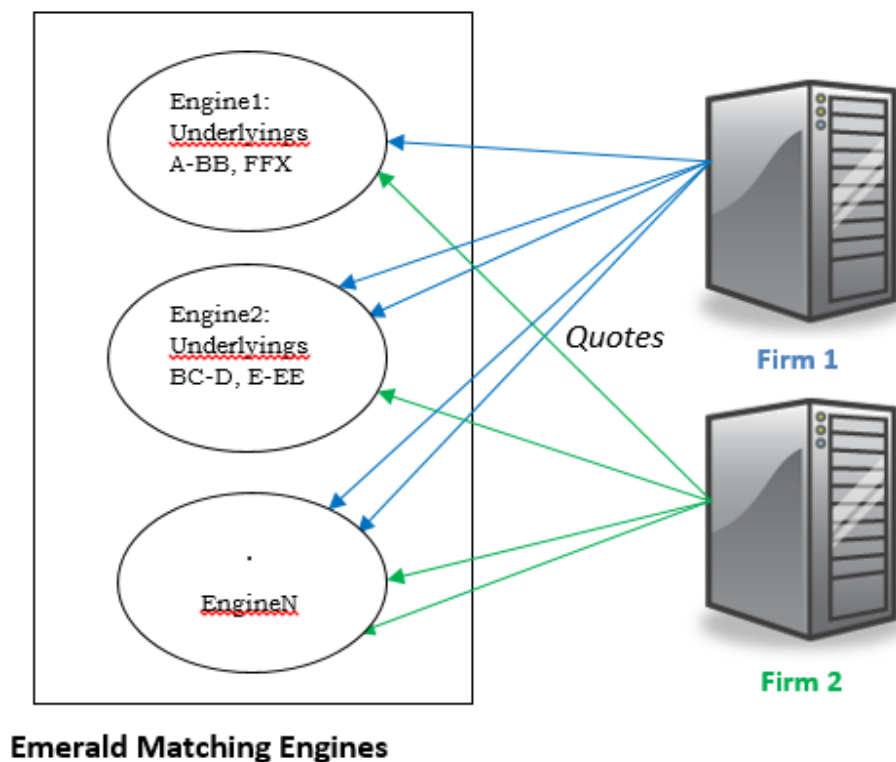 Engine1:
Underlyings
A-BB, FFX
Engine2:
Underlyings
BC-D, E-EE
.
EngineN
Quotes
Firm 1
Firm 2
Emerald Matching Engines